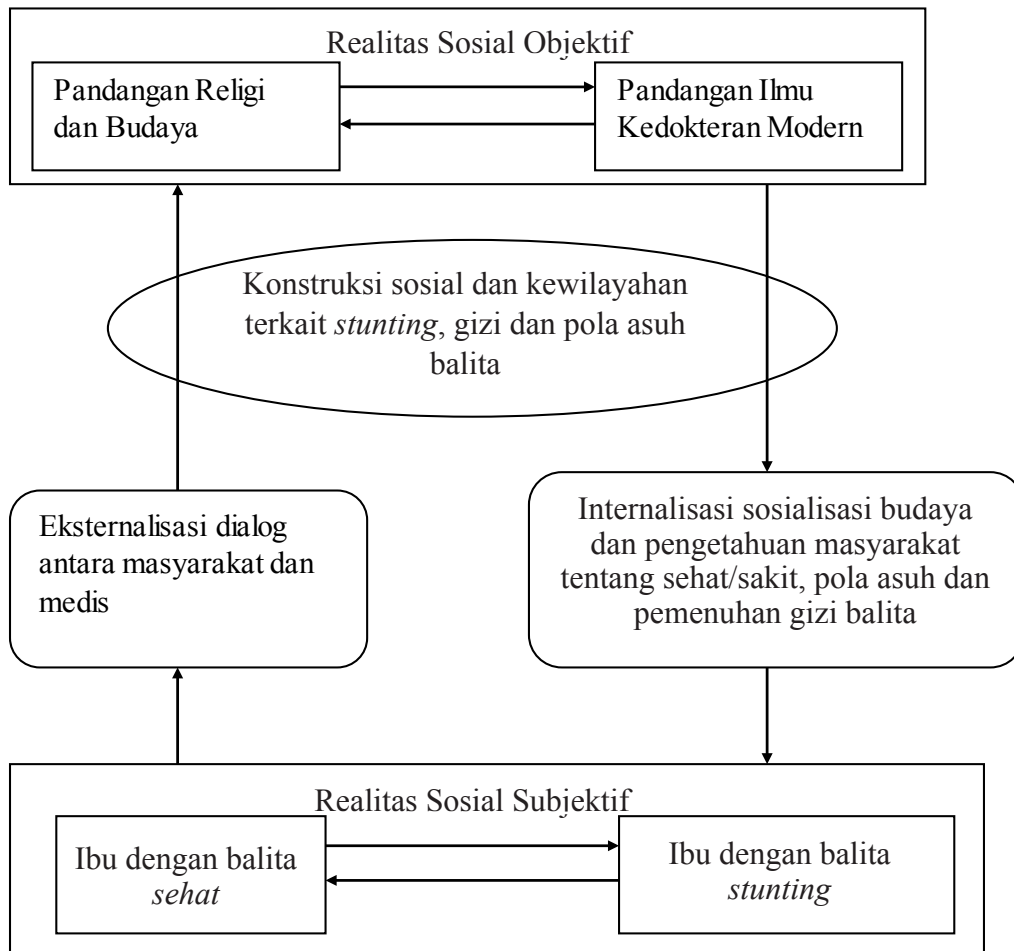 Realitas Sosial Objektif
Pandangan Religi
dan Budaya
Pandangan Ilmu
Kedokteran Modern
Konstruksi sosial dan kewilayahan
terkait stunting, gizi dan pola asuh
balita
Eksternalisasi dialog
antara masyarakat dan
medis
Internalisasi sosialisasi budaya
dan pengetahuan masyarakat
tentang sehat/sakit, pola asuh dan
pemenuhan gizi balita
Realitas Sosial Subjektif
Ibu dengan balita
sehat
Ibu dengan balita
stunting